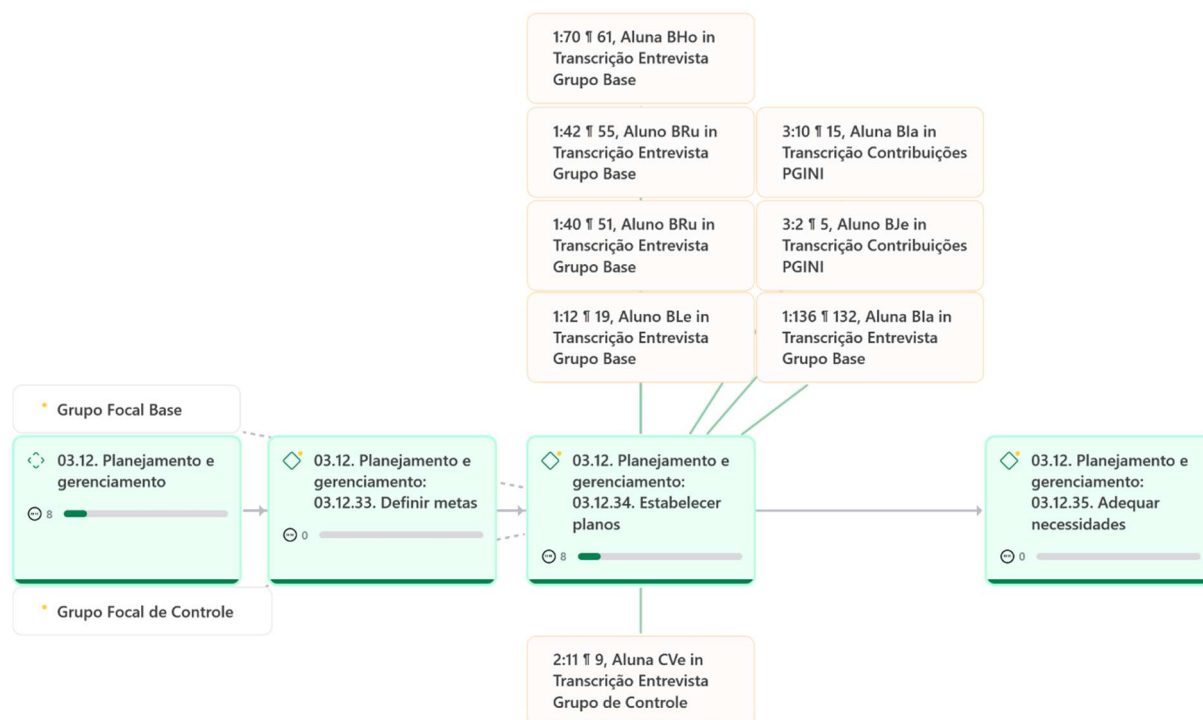 1:70 ¶ 61, Aluna BHo in
Transcrição Entrevista
Grupo Base
1:42 ¶ 55, Aluno BRu in
Transcrição Entrevista
Grupo Base
3:10 ¶ 15, Aluna BIa in
Transcrição Contribuições
PGINI
1:40 ¶ 51, Aluno BRu in
Transcrição Entrevista
Grupo Base
3:2 ¶ 5, Aluno BJe in
Transcrição Contribuições
PGINI
1:12 ¶ 19, Aluno BLe in
Transcrição Entrevista
Grupo Base
1:136 ¶ 132, Aluna BIa in
Transcrição Entrevista
Grupo Base
Grupo Focal Base
03.12. Planejamento e
gerenciamento
8
03.12. Planejamento e
gerenciamento:
03.12.33. Definir metas
0
03.12. Planejamento e
gerenciamento:
03.12.34. Estabelecer
planos
8
03.12. Planejamento e
gerenciamento:
03.12.35. Adequar
necessidades
0
Grupo Focal de Controle
2:11 ¶ 9, Aluna CVe in
Transcrição Entrevista
Grupo de Controle